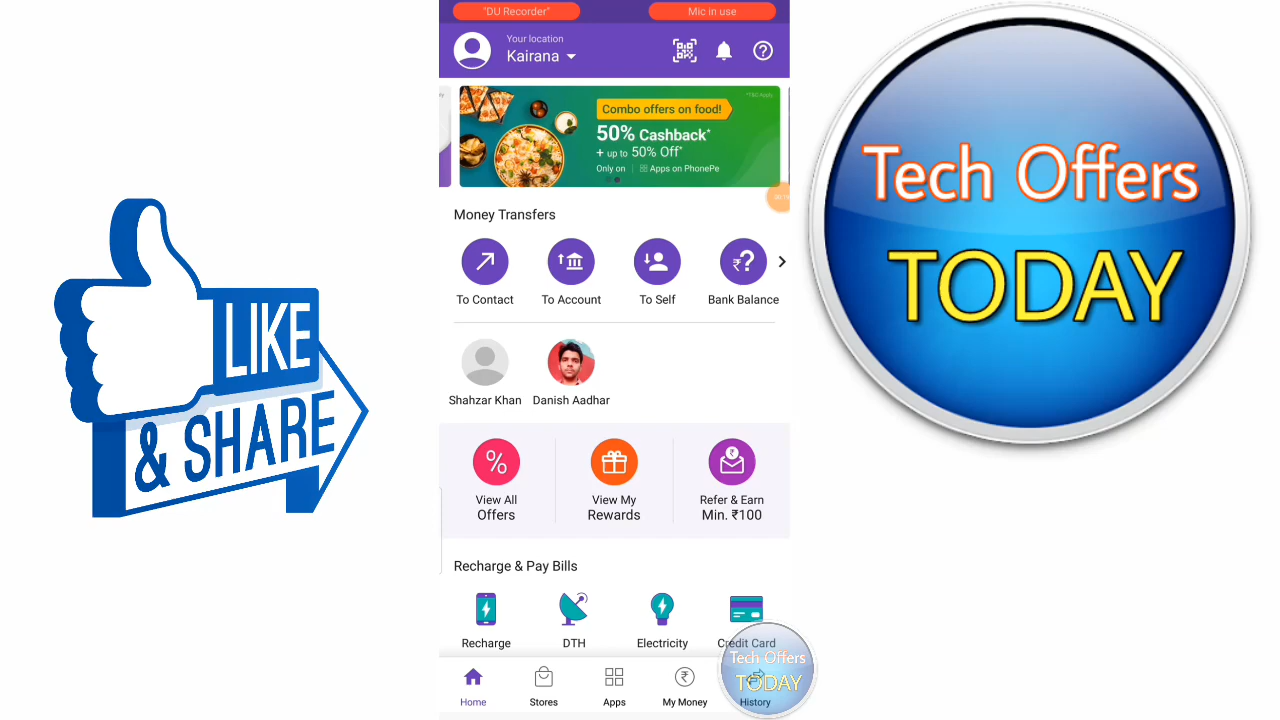 LIKE
& SHARE
"DU Recorder"
Mic in use
Your location
Kairana
Combo offers on food!
*T&C Apply
50% Cashback*
+ up to 50% Off*
Only on | Apps on PhonePe
Money Transfers
To Contact
To Account
To Self
Bank Balance
Shahzar Khan
Danish Aadhar
View All
Offers
View My
Rewards
Refer & Earn
Min. ₹100
Recharge & Pay Bills
Recharge
DTH
Electricity
Credit Card
Home
Stores
Apps
My Money
History
Tech Offers
TODAY
Tech Offers
TODAY